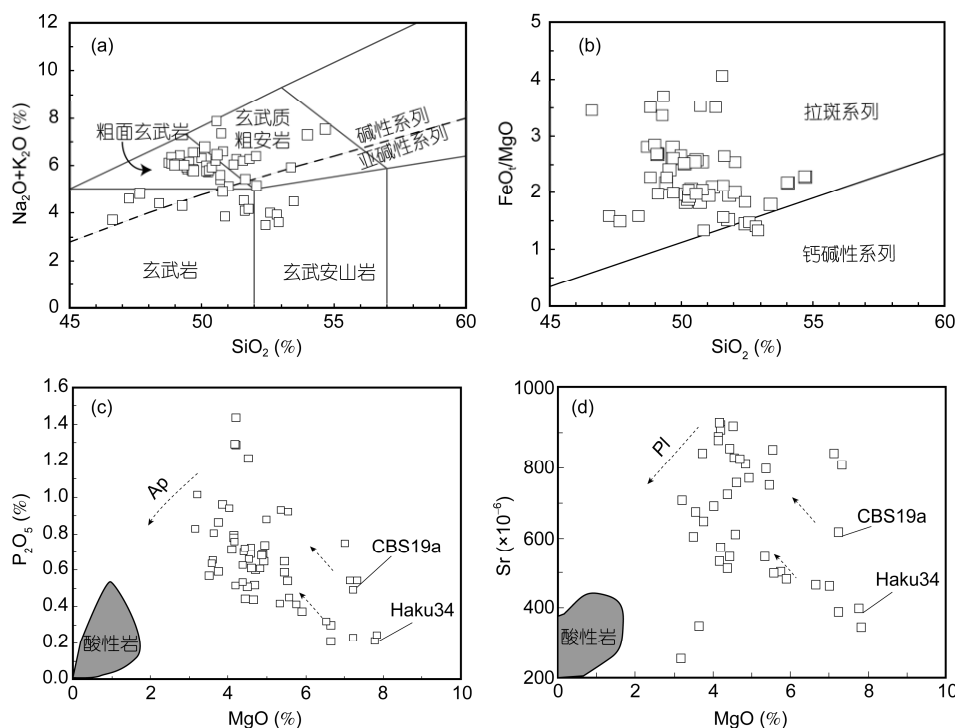 (a)
12
10
8
6
4
2
0
Na₂O+K₂O (%)
粗面玄武岩
玄武质
粗安岩
碱性系列
亚碱性系列
玄武岩
玄武安山岩
45
50
55
60
SiO₂ (%)
(b)
5
4
3
2
1
0
FeOₜ/MgO
拉斑系列
钙碱性系列
45
50
55
60
SiO₂ (%)
(c)
1.6
1.4
1.2
1.0
0.8
0.6
0.4
0.2
0.0
P₂O₅ (%)
Ap
CBS19a
Haku34
酸性岩
0
2
4
6
8
10
MgO (%)
(d)
1000
800
600
400
200
Sr (×10⁻⁶)
Pl
CBS19a
Haku34
酸性岩
0
2
4
6
8
10
MgO (%)